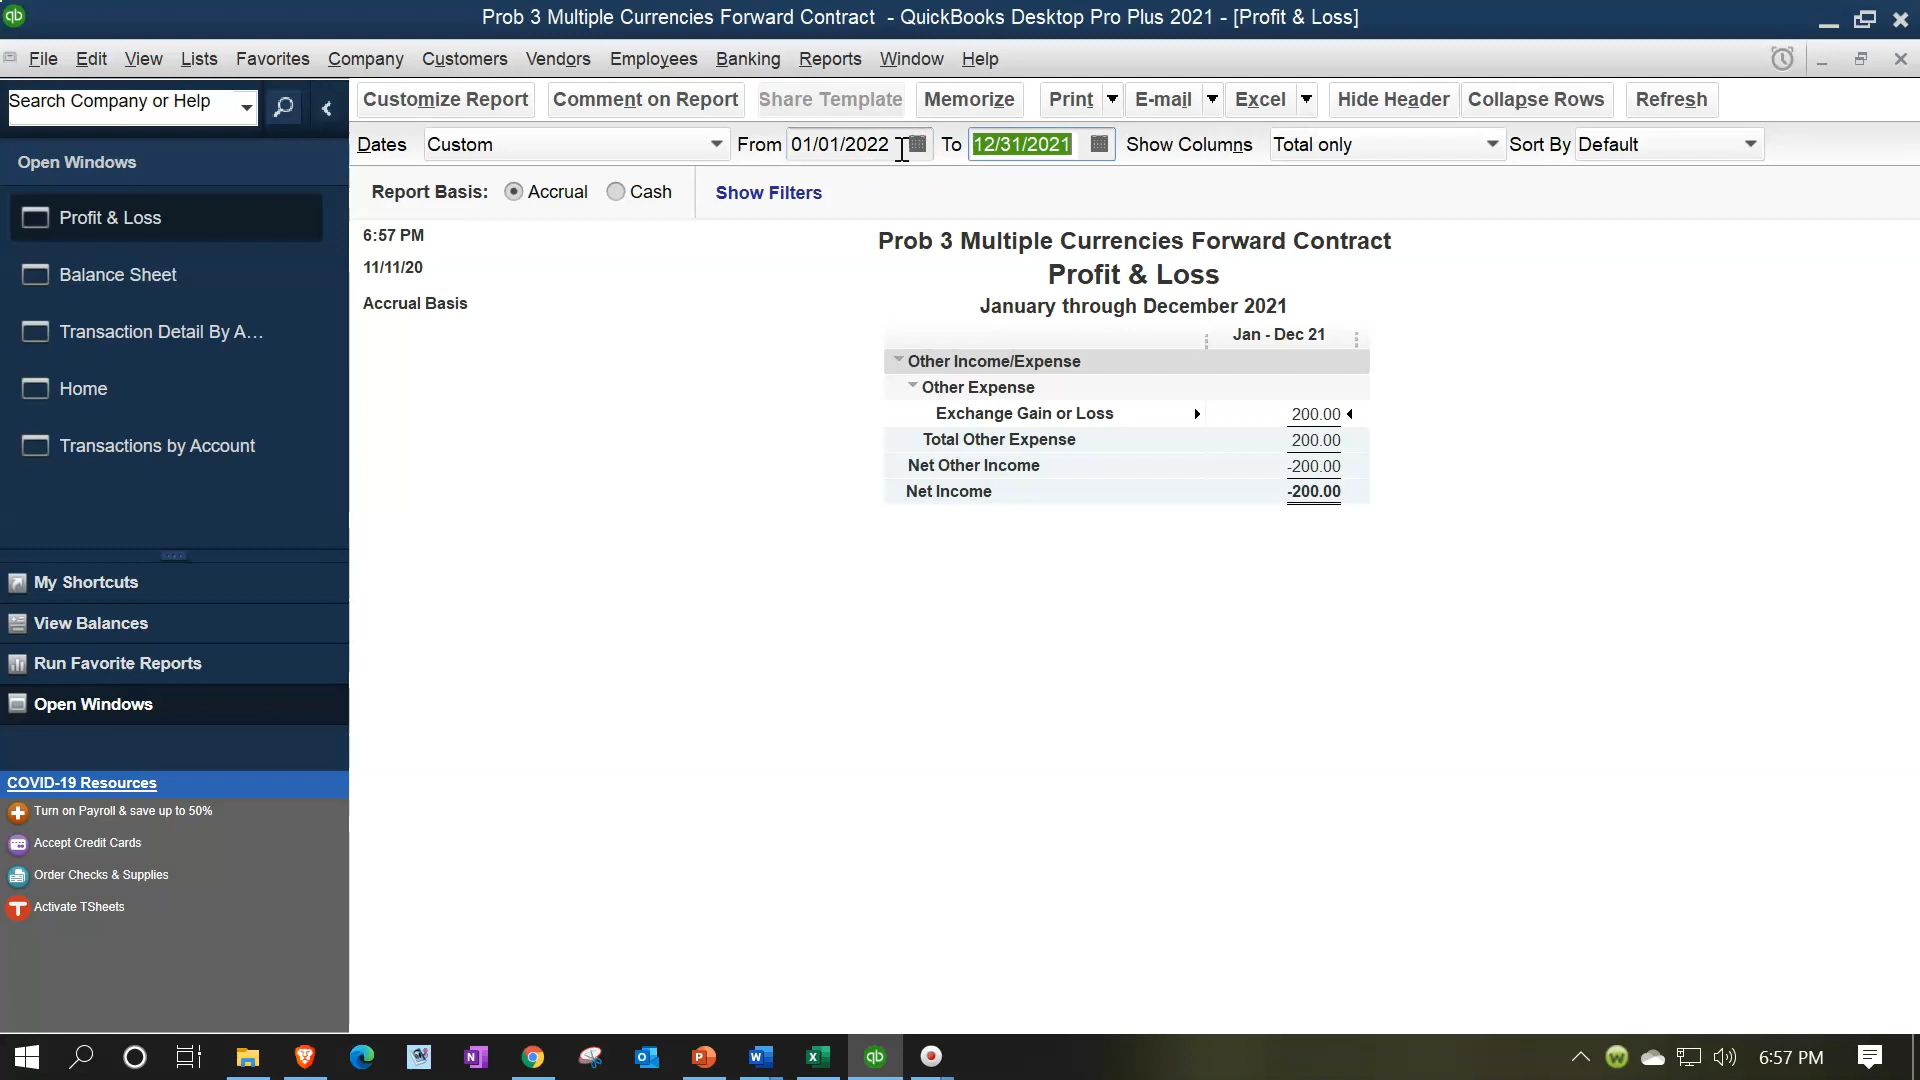 qb Prob 3 Multiple Currencies Forward Contract - QuickBooks Desktop Pro Plus 2021 - [Profit & Loss]
File Edit View Lists Favorites Company Customers Vendors Employees Banking Reports Window Help
Search Company or Help
Customize Report Comment on Report Share Template Memorize Print E-mail Excel Hide Header Collapse Rows Refresh
Dates Custom From 01/01/2022 To 12/31/2021 Show Columns Total only Sort By Default
Report Basis: Accrual Cash Show Filters
Open Windows
Profit & Loss
Balance Sheet
Transaction Detail By A...
Home
Transactions by Account
My Shortcuts
View Balances
Run Favorite Reports
Open Windows
COVID-19 Resources
Turn on Payroll & save up to 50%
Accept Credit Cards
Order Checks & Supplies
Activate TSheets
6:57 PM
11/11/20
Accrual Basis
Prob 3 Multiple Currencies Forward Contract
Profit & Loss
January through December 2021
Jan - Dec 21
Other Income/Expense
Other Expense
Exchange Gain or Loss 200.00
Total Other Expense 200.00
Net Other Income -200.00
Net Income -200.00
6:57 PM